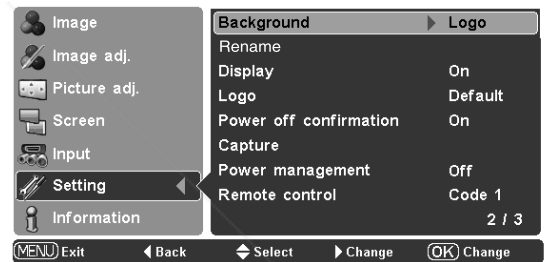 Image
Image adj.
Picture adj.
Screen
Input
Setting
Information
Background Logo
Rename
Display On
Logo Default
Power off confirmation On
Capture
Power management Off
Remote control Code 1
2 / 3
MENU Exit Back Select Change OK Change